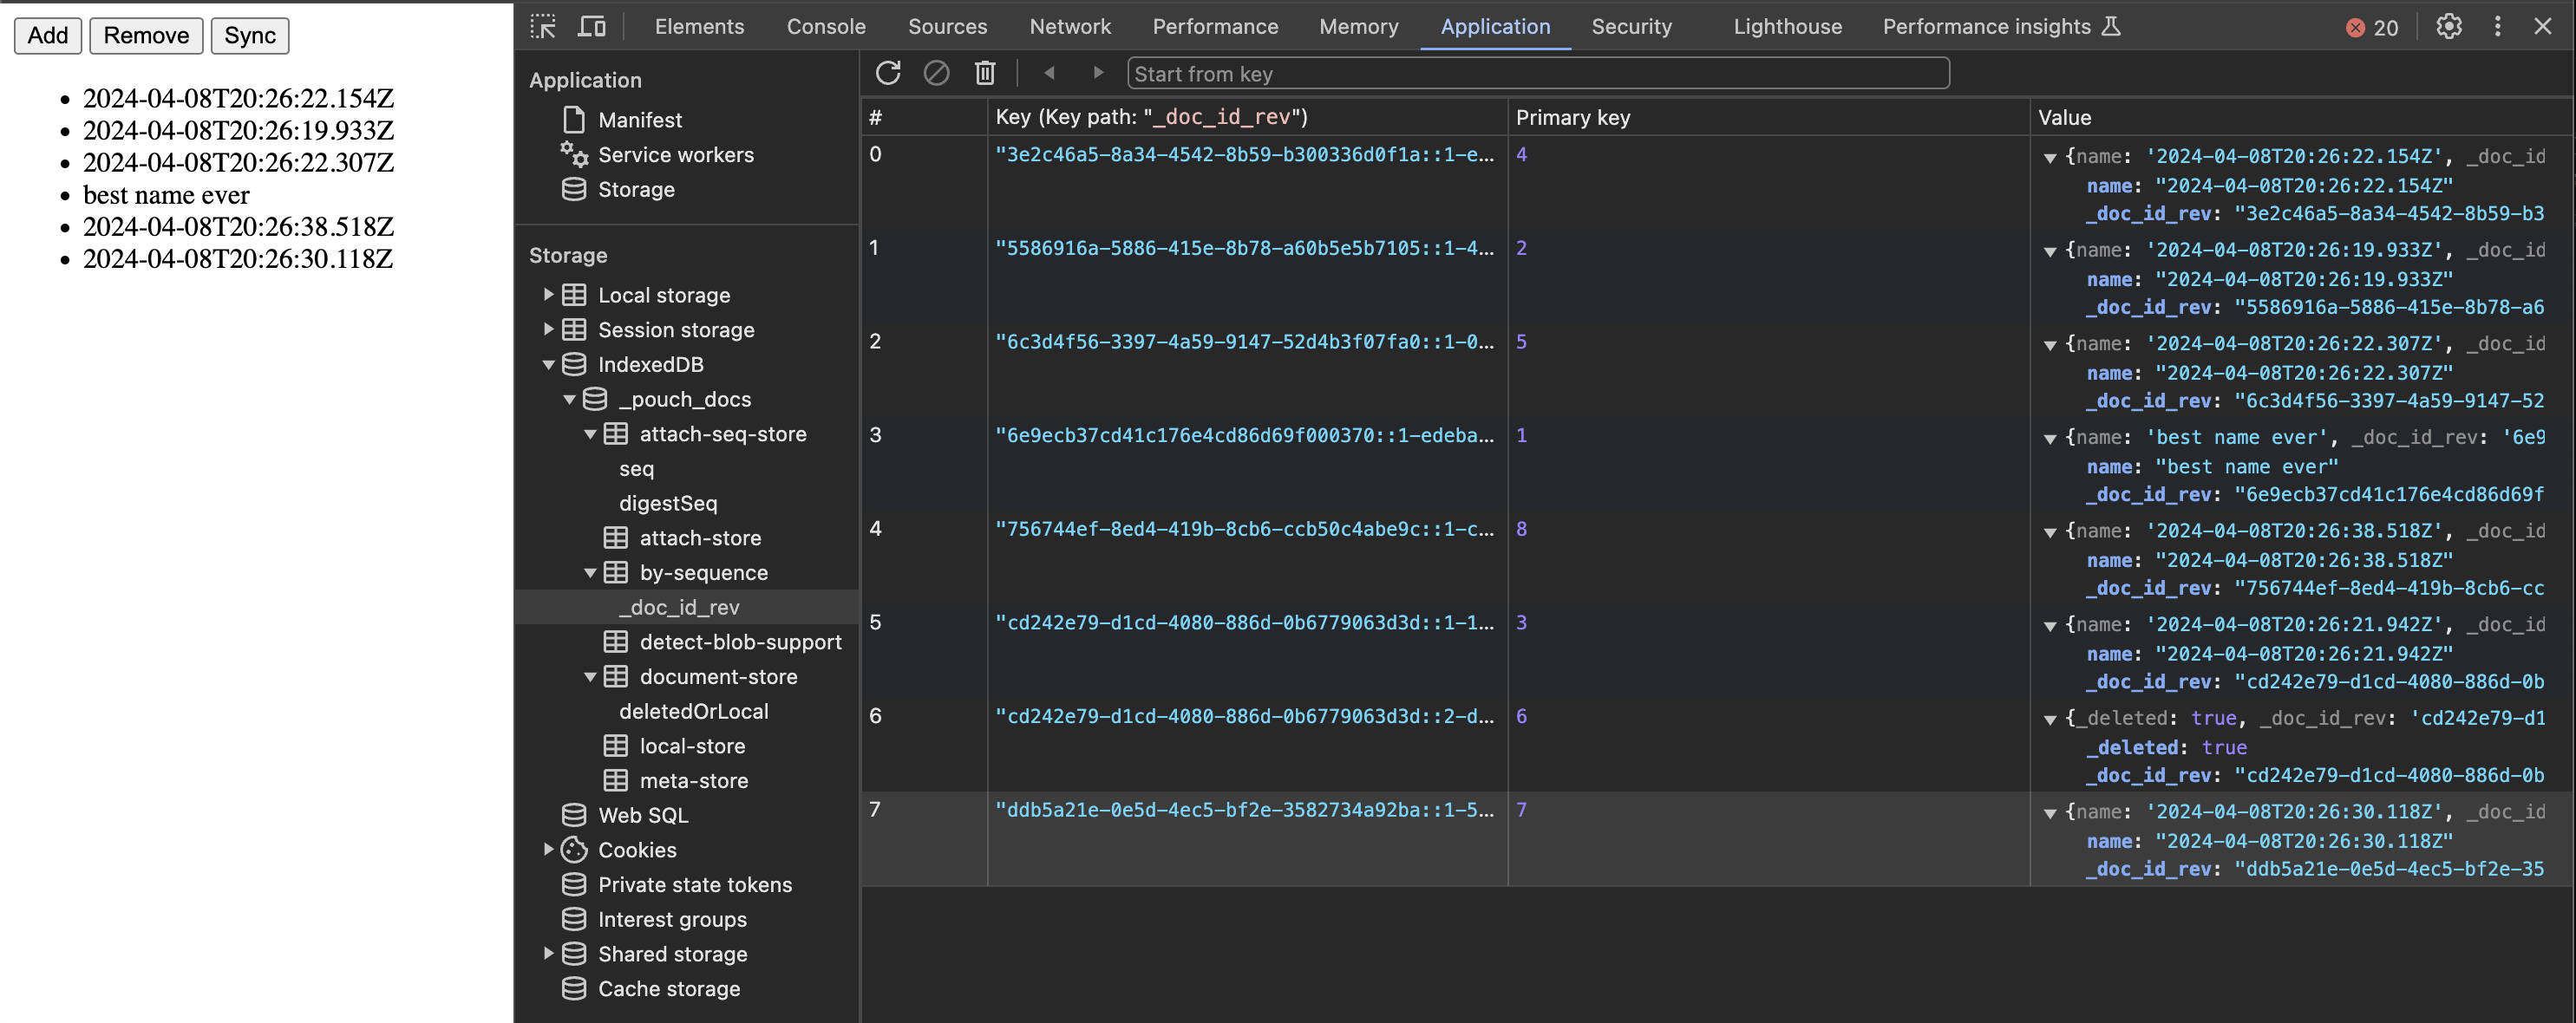 Add Remove Sync
2024-04-08T20:26:22.154Z
2024-04-08T20:26:19.933Z
2024-04-08T20:26:22.307Z
best name ever
2024-04-08T20:26:38.518Z
2024-04-08T20:26:30.118Z
Elements Console Sources Network Performance Memory Application Security Lighthouse Performance insights 20
Application
Manifest
Service workers
Storage
Storage
Local storage
Session storage
IndexedDB
_pouch_docs
attach-seq-store
seq
digestSeq
attach-store
by-sequence
_doc_id_rev
detect-blob-support
document-store
deletedOrLocal
local-store
meta-store
Web SQL
Cookies
Private state tokens
Interest groups
Shared storage
Cache storage
Start from key
# Key (Key path: "_doc_id_rev") Primary key Value
0 "3e2c46a5-8a34-4542-8b59-b300336d0f1a::1-e… 4 {name: '2024-04-08T20:26:22.154Z', _doc_id
name: "2024-04-08T20:26:22.154Z"
_doc_id_rev: "3e2c46a5-8a34-4542-8b59-b3
1 "5586916a-5886-415e-8b78-a60b5e5b7105::1-4… 2 {name: '2024-04-08T20:26:19.933Z', _doc_id
name: "2024-04-08T20:26:19.933Z"
_doc_id_rev: "5586916a-5886-415e-8b78-a6
2 "6c3d4f56-3397-4a59-9147-52d4b3f07fa0::1-0… 5 {name: '2024-04-08T20:26:22.307Z', _doc_id
name: "2024-04-08T20:26:22.307Z"
_doc_id_rev: "6c3d4f56-3397-4a59-9147-52
3 "6e9ecb37cd41c176e4cd86d69f000370::1-edeba… 1 {name: 'best name ever', _doc_id_rev: '6e9
name: "best name ever"
_doc_id_rev: "6e9ecb37cd41c176e4cd86d69f
4 "756744ef-8ed4-419b-8cb6-ccb50c4abe9c::1-c… 8 {name: '2024-04-08T20:26:38.518Z', _doc_id
name: "2024-04-08T20:26:38.518Z"
_doc_id_rev: "756744ef-8ed4-419b-8cb6-cc
5 "cd242e79-d1cd-4080-886d-0b6779063d3d::1-1… 3 {name: '2024-04-08T20:26:21.942Z', _doc_id
name: "2024-04-08T20:26:21.942Z"
_doc_id_rev: "cd242e79-d1cd-4080-886d-0b
6 "cd242e79-d1cd-4080-886d-0b6779063d3d::2-d… 6 {_deleted: true, _doc_id_rev: 'cd242e79-d1
_deleted: true
_doc_id_rev: "cd242e79-d1cd-4080-886d-0b
7 "ddb5a21e-0e5d-4ec5-bf2e-3582734a92ba::1-5… 7 {name: '2024-04-08T20:26:30.118Z', _doc_id
name: "2024-04-08T20:26:30.118Z"
_doc_id_rev: "ddb5a21e-0e5d-4ec5-bf2e-35